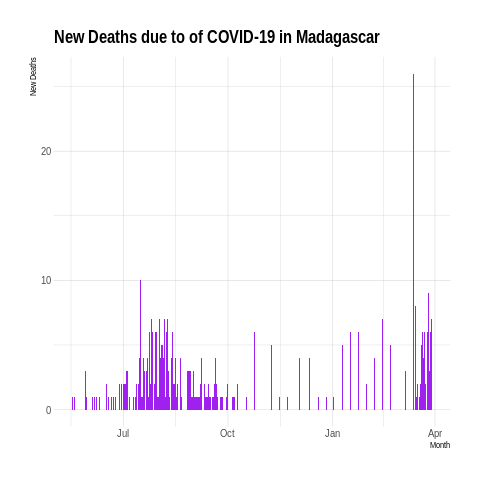 New Deaths due to of COVID-19 in Madagascar
New Deaths
20
10
0
Jul Oct Jan Apr
Month